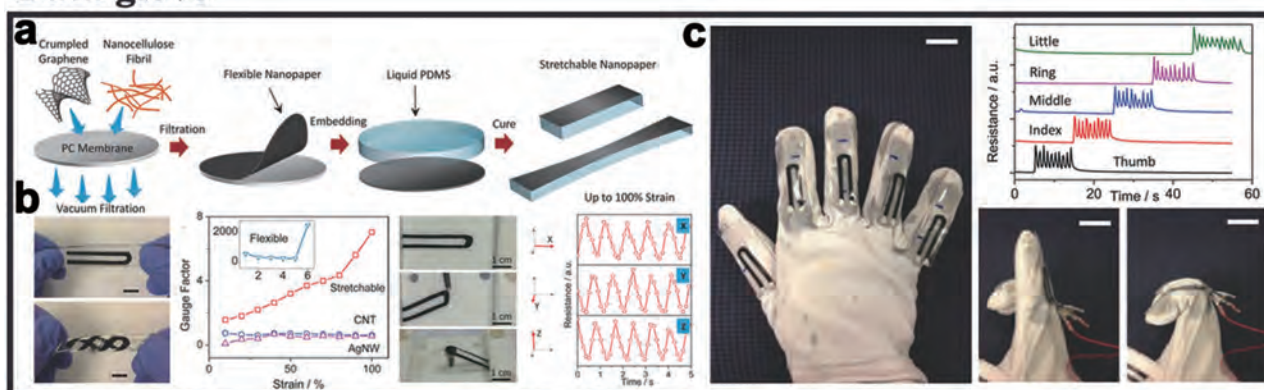 a
Crumpled
Graphene
Nanocellulose
Fibril
PC Membrane
Vacuum Filtration
Filtration
Flexible Nanopaper
Embedding
Liquid PDMS
Cure
Stretchable Nanopaper
Up to 100% Strain
b
Gauge Factor
8
4
0
2000
0
Flexible
2 4 6
Stretchable
CNT
AgNW
0 50 100
Strain / %
X
1 cm
Y
1 cm
Z
1 cm
Resistance / a.u.
X
Y
Z
0 1 2 3 4 5
Time / s
c
Resistance / a.u.
Little
Ring
Middle
Index
Thumb
0 20 40 60
Time / s